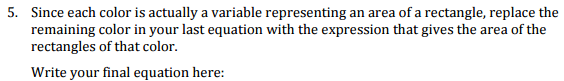 5. Since each color is actually a variable representing an area of a rectangle, replace the
remaining color in your last equation with the expression that gives the area of the
rectangles of that color.
Write your final equation here: